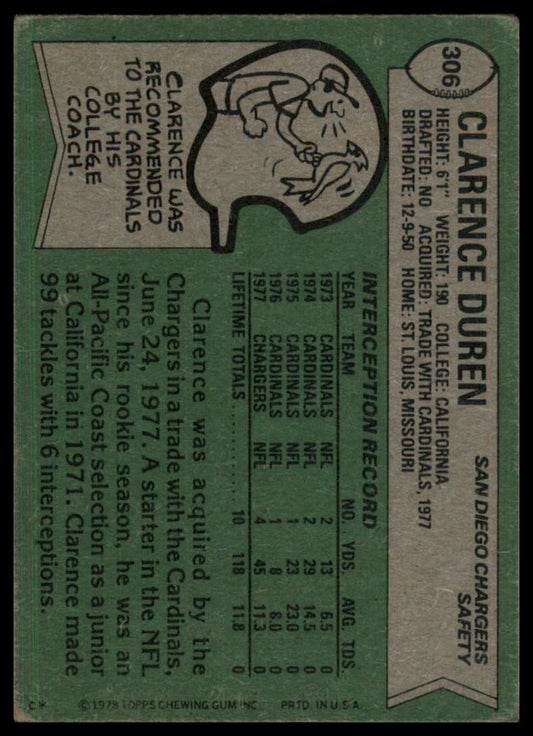 306
CLARENCE DUREN
SAN DIEGO CHARGERS
SAFETY
HEIGHT: 6'1" WEIGHT: 190 COLLEGE: CALIFORNIA
DRAFTED: NO ACQUIRED: TRADE WITH CARDINALS, 1977
BIRTHDATE: 12-9-50 HOME: ST. LOUIS, MISSOURI
CLARENCE WAS
RECOMMENDED
TO THE CARDINALS
BY HIS
COLLEGE
COACH.
INTERCEPTION RECORD
YEAR TEAM NO. YDS. AVG. TDS.
1973 CARDINALS NFL 2 13 6.5 0
1974 CARDINALS NFL 2 29 14.5 0
1975 CARDINALS NFL 1 23 23.0 0
1976 CARDINALS NFL 1 8 8.0 0
1977 CHARGERS NFL 4 45 11.3 0
LIFETIME TOTALS 10 118 11.8 0
Clarence was acquired by the
Chargers in a trade with the Cardinals,
June 24, 1977. A starter in the NFL
since his rookie season, he was an
All-Pacific Coast selection as a junior
at California in 1971. Clarence made
99 tackles with 6 interceptions.
C* © 1978 TOPPS CHEWING GUM INC. PRTD. IN U.S.A.